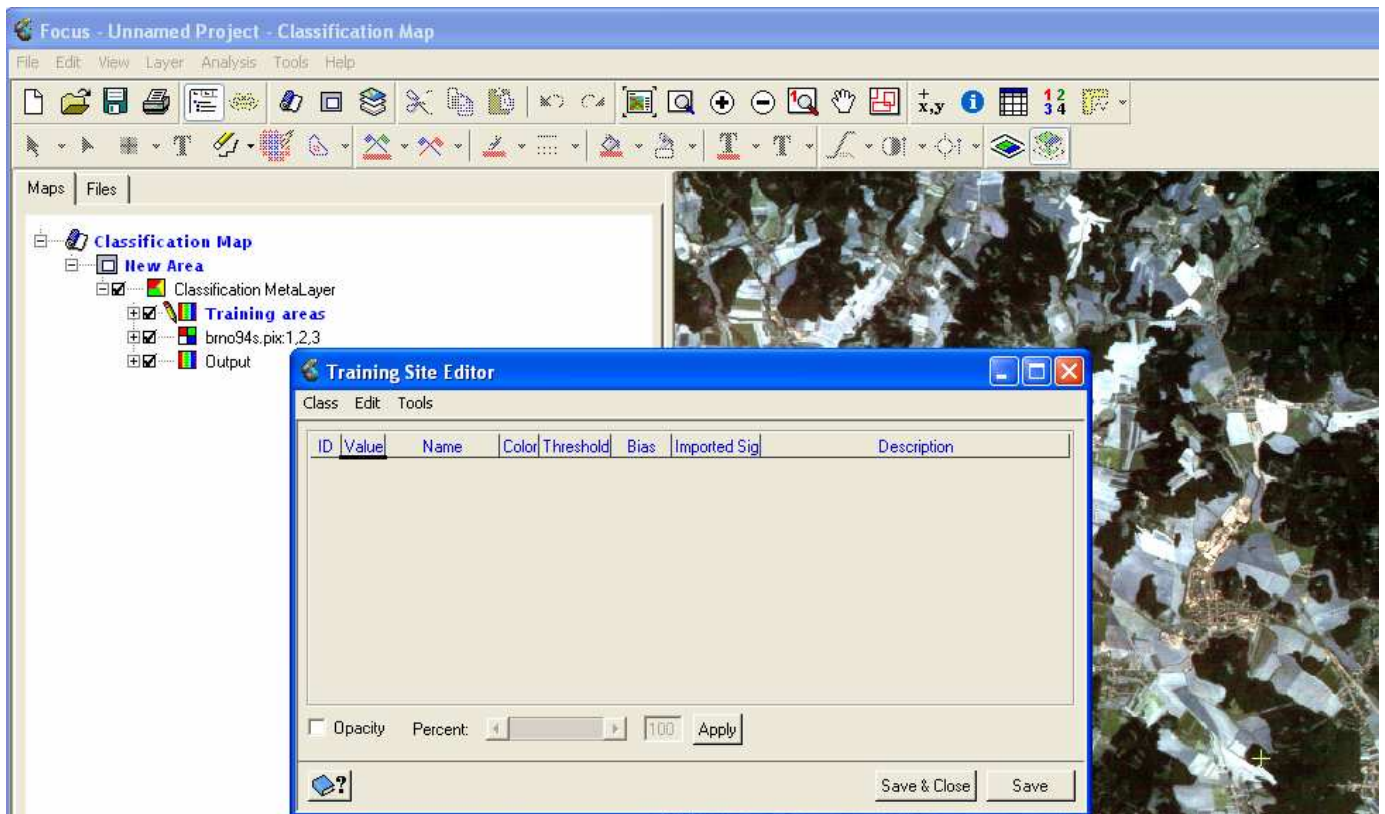 Focus - Unnamed Project - Classification Map
File Edit View Layer Analysis Tools Help
x,y 1 2 3 4
T T T
Maps Files
Classification Map
New Area
Classification MetaLayer
Training areas
brno94s.pix:1,2,3
Output
Training Site Editor
Class Edit Tools
ID Value Name Color Threshold Bias Imported Sig Description
Opacity Percent: 100 Apply
? Save & Close Save